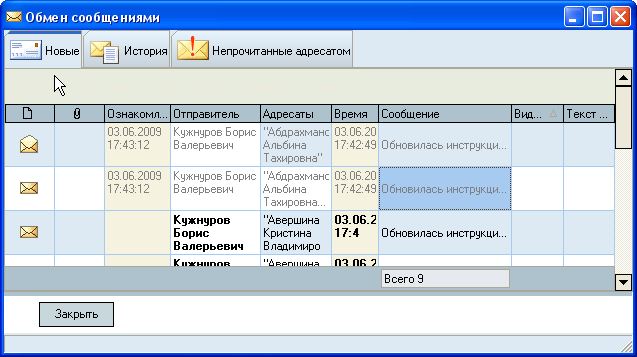 Обмен сообщениями
Новые История Непрочитанные адресатом
Ознакомл... Отправитель Адресаты Время Сообщение Вид... Текст ...
03.06.2009 Кужнуров Борис "Абдрахманс 03.06.20
17:43:12 Валерьевич Альбина 17:42:49 Обновилась инструкци...
Тахировна"
03.06.2009 Кужнуров Борис "Абдрахманс 03.06.20
17:43:12 Валерьевич Альбина 17:42:49 Обновилась инструкци...
Тахировна...
Кужнуров "Авершина 03.06.2
Борис Кристина 17:4 Обновилась инструкци...
Валерьевич Владимиро
Кужнуров "Авершина 03.06.2
Всего 9
Закрыть